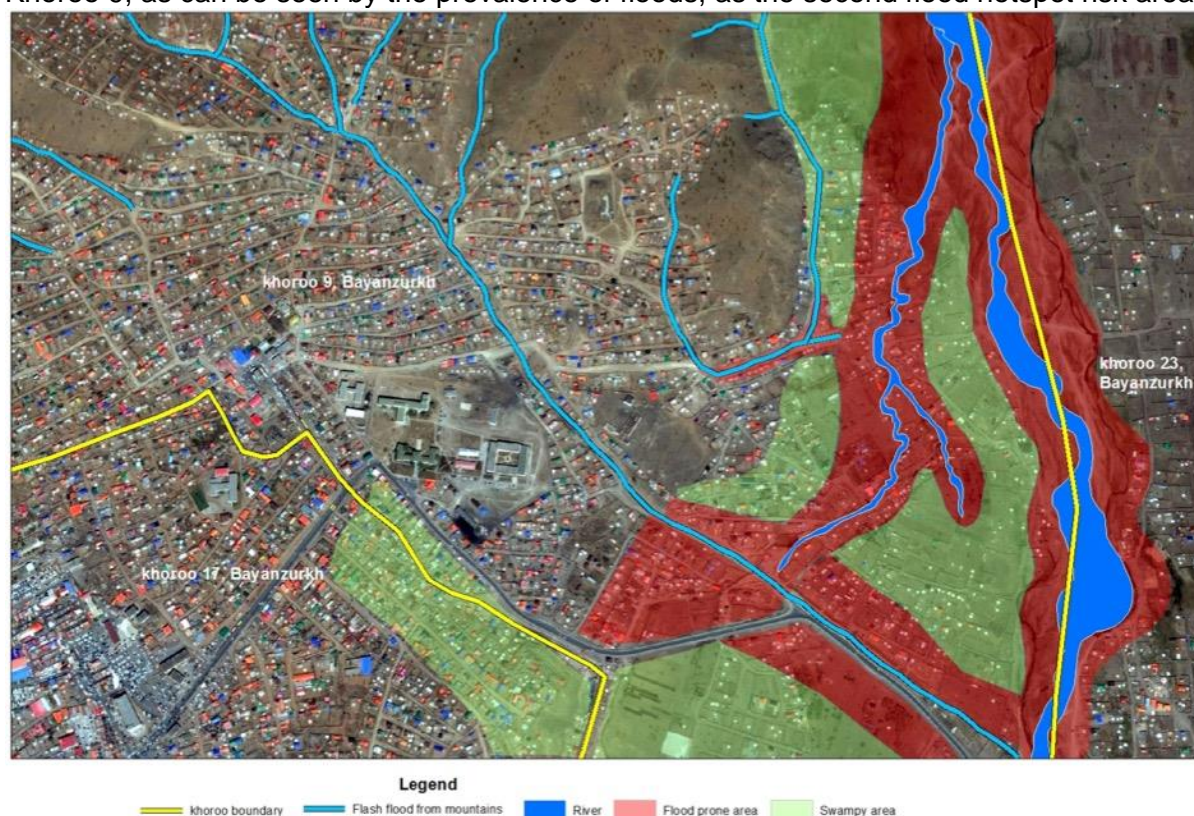 Khoroo 9, as can be seen by the prevalence of floods, as the second flood hotspot risk area
khoroo 9, Bayanzurkh
khoroo 23,
Bayanzurkh
khoroo 17, Bayanzurkh
Legend
khoroo boundary
Flash flood from mountains
River
Flood prone area
Swampy area